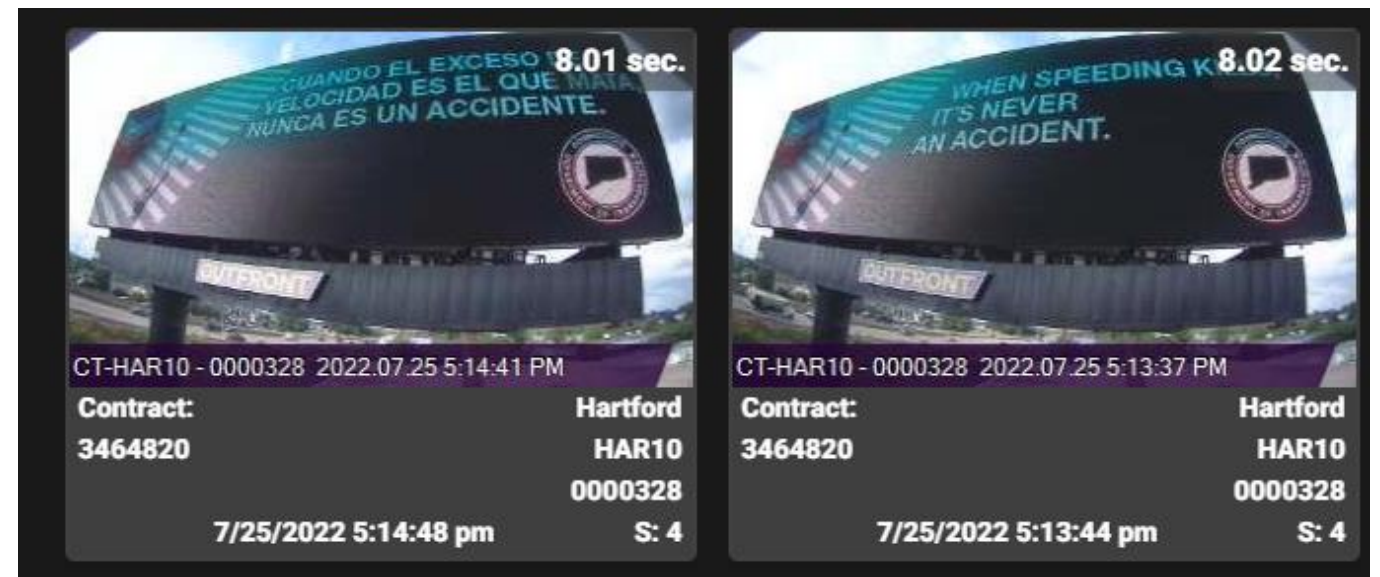 8.01 sec.
CUANDO EL EXCESO
VELOCIDAD ES EL QUE MATA,
NUNCA ES UN ACCIDENTE.
OUTFRONT
CT-HAR10 - 0000328 2022.07.25 5:14:41 PM
Contract: Hartford
3464820 HAR10
0000328
7/25/2022 5:14:48 pm S: 4
8.02 sec.
WHEN SPEEDING
IT'S NEVER
AN ACCIDENT.
OUTFRONT
CT-HAR10 - 0000328 2022.07.25 5:13:37 PM
Contract: Hartford
3464820 HAR10
0000328
7/25/2022 5:13:44 pm S: 4